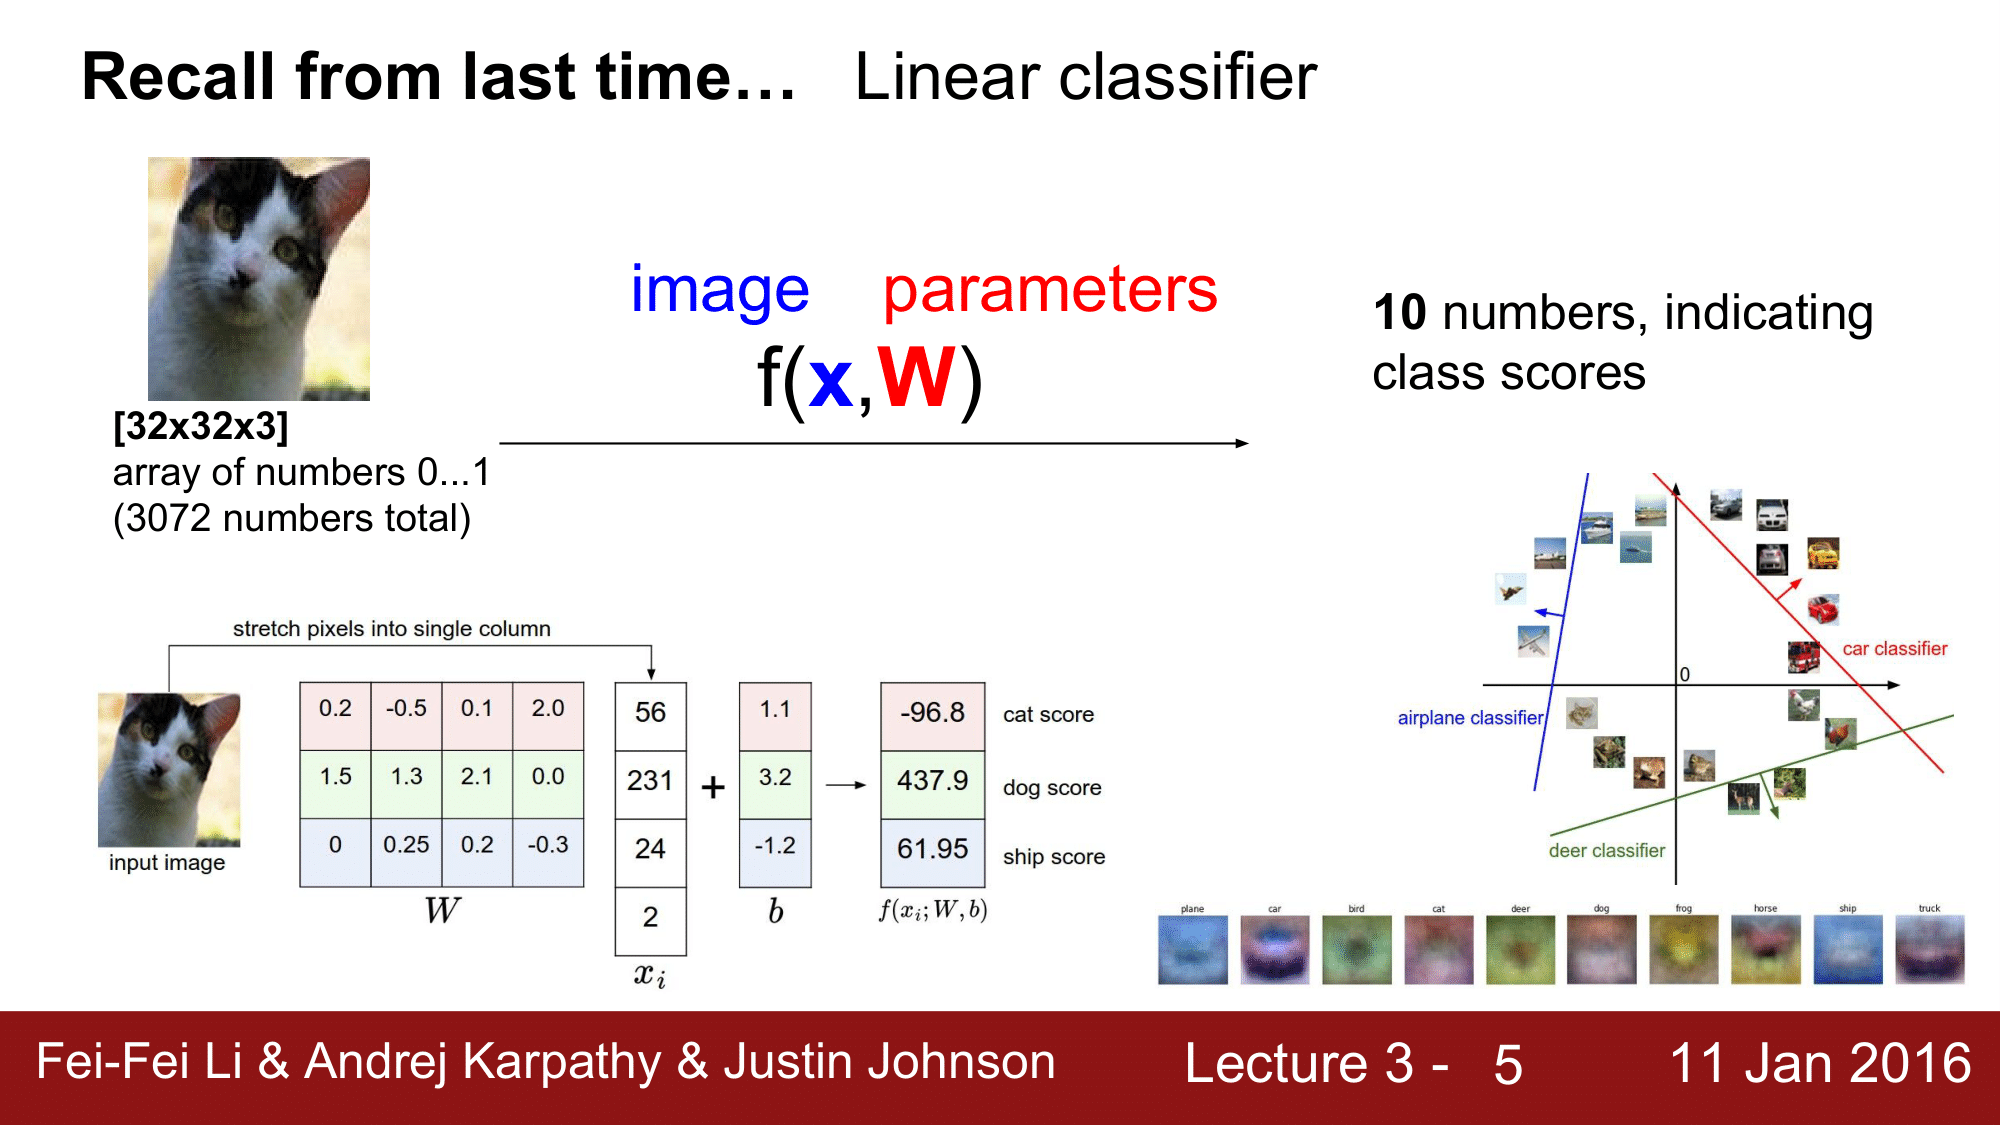 Recall from last time… Linear classifier
image parameters
f(x,W)
10 numbers, indicating
class scores
[32x32x3]
array of numbers 0...1
(3072 numbers total)
stretch pixels into single column
input image
0.2 -0.5 0.1 2.0
1.5 1.3 2.1 0.0
0 0.25 0.2 -0.3
W
56
231
24
2
x_i
+
1.1
3.2
-1.2
b
-96.8 cat score
437.9 dog score
61.95 ship score
f(x_i; W, b)
0
car classifier
airplane classifier
deer classifier
plane car bird cat deer dog frog horse ship truck
Fei-Fei Li & Andrej Karpathy & Justin Johnson Lecture 3 - 5 11 Jan 2016